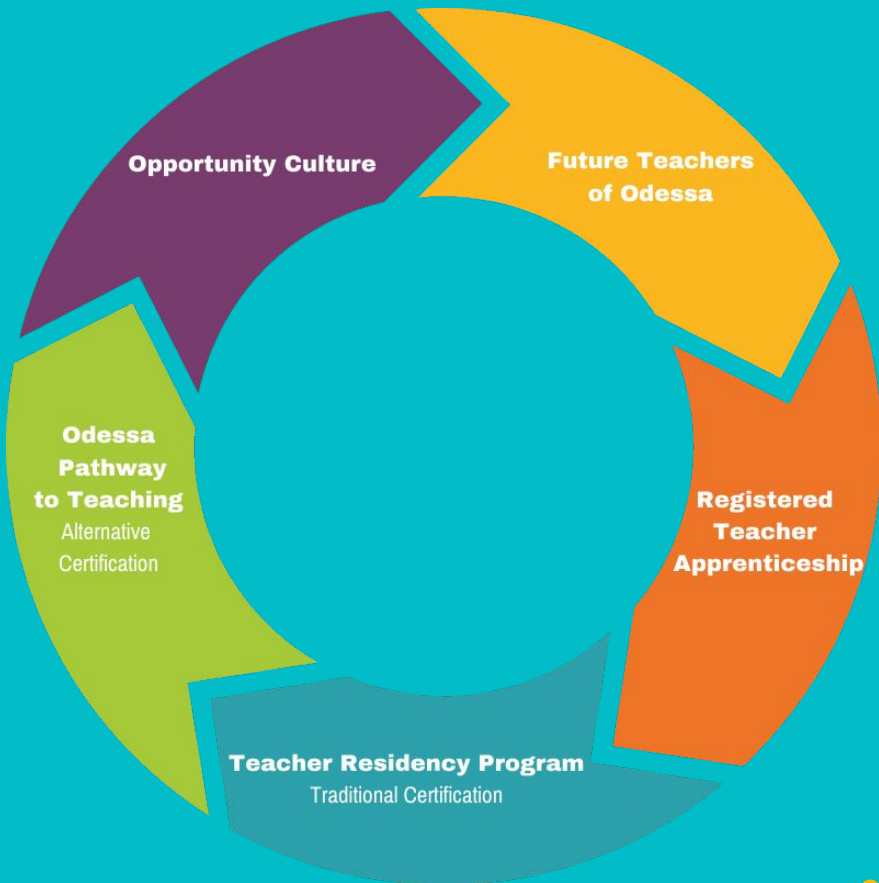 Opportunity Culture
Future Teachers
of Odessa
Registered
Teacher
Apprenticeship
Teacher Residency Program
Traditional Certification
Odessa
Pathway
to Teaching
Alternative
Certification